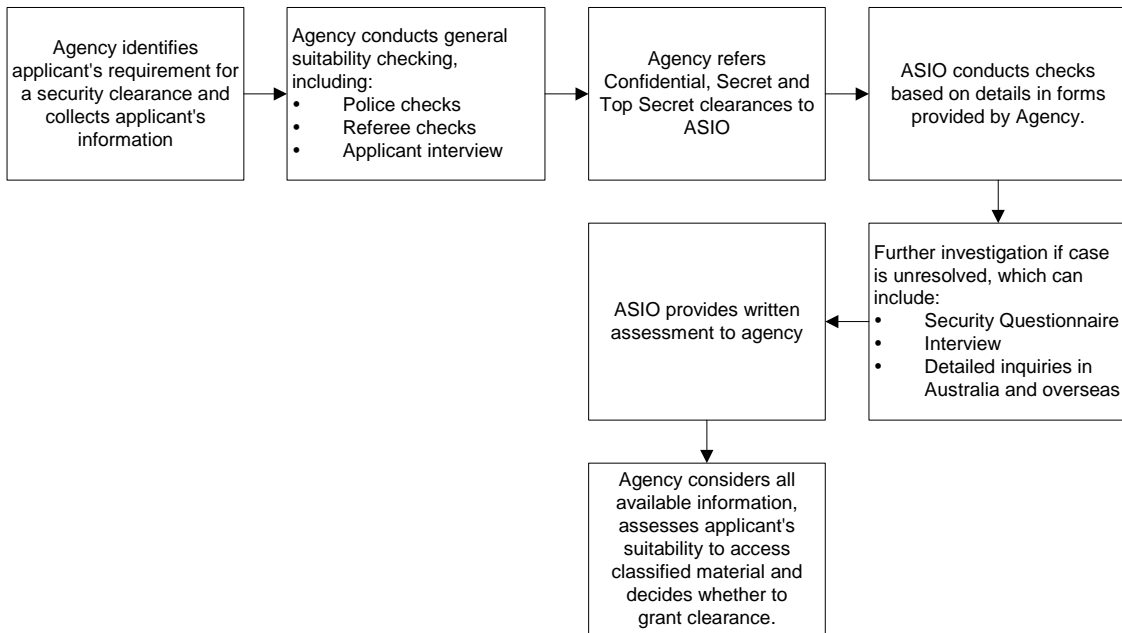 Agency identifies
applicant's requirement for
a security clearance and
collects applicant's
information
Agency conducts general
suitability checking,
including:
• Police checks
• Referee checks
• Applicant interview
Agency refers
Confidential, Secret and
Top Secret clearances to
ASIO
ASIO conducts checks
based on details in forms
provided by Agency.
Further investigation if case
is unresolved, which can
include:
• Security Questionnaire
• Interview
• Detailed inquiries in
Australia and overseas
ASIO provides written
assessment to agency
Agency considers all
available information,
assesses applicant's
suitability to access
classified material and
decides whether to
grant clearance.